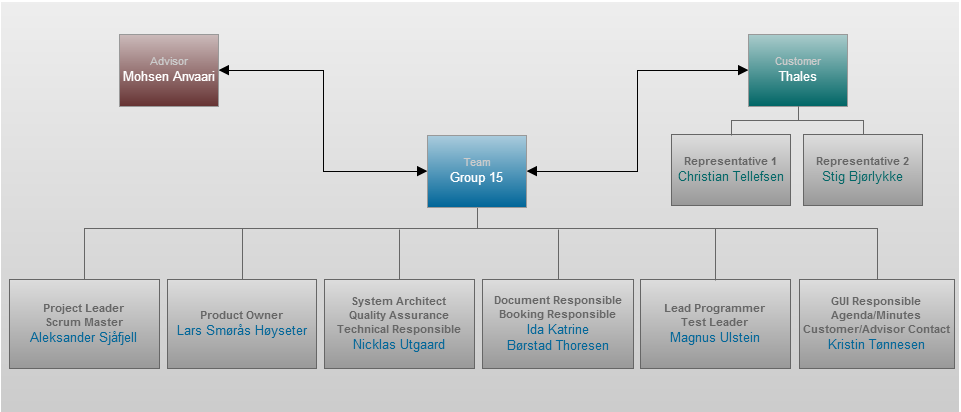 Advisor
Mohsen Anvaari
Customer
Thales
Team
Group 15
Representative 1
Christian Tellefsen
Representative 2
Stig Bjørlykke
Project Leader
Scrum Master
Aleksander Sjåfjell
Product Owner
Lars Smørås Høyseter
System Architect
Quality Assurance
Technical Responsible
Nicklas Utgaard
Document Responsible
Booking Responsible
Ida Katrine
Børstad Thoresen
Lead Programmer
Test Leader
Magnus Ulstein
GUI Responsible
Agenda/Minutes
Customer/Advisor Contact
Kristin Tønnesen